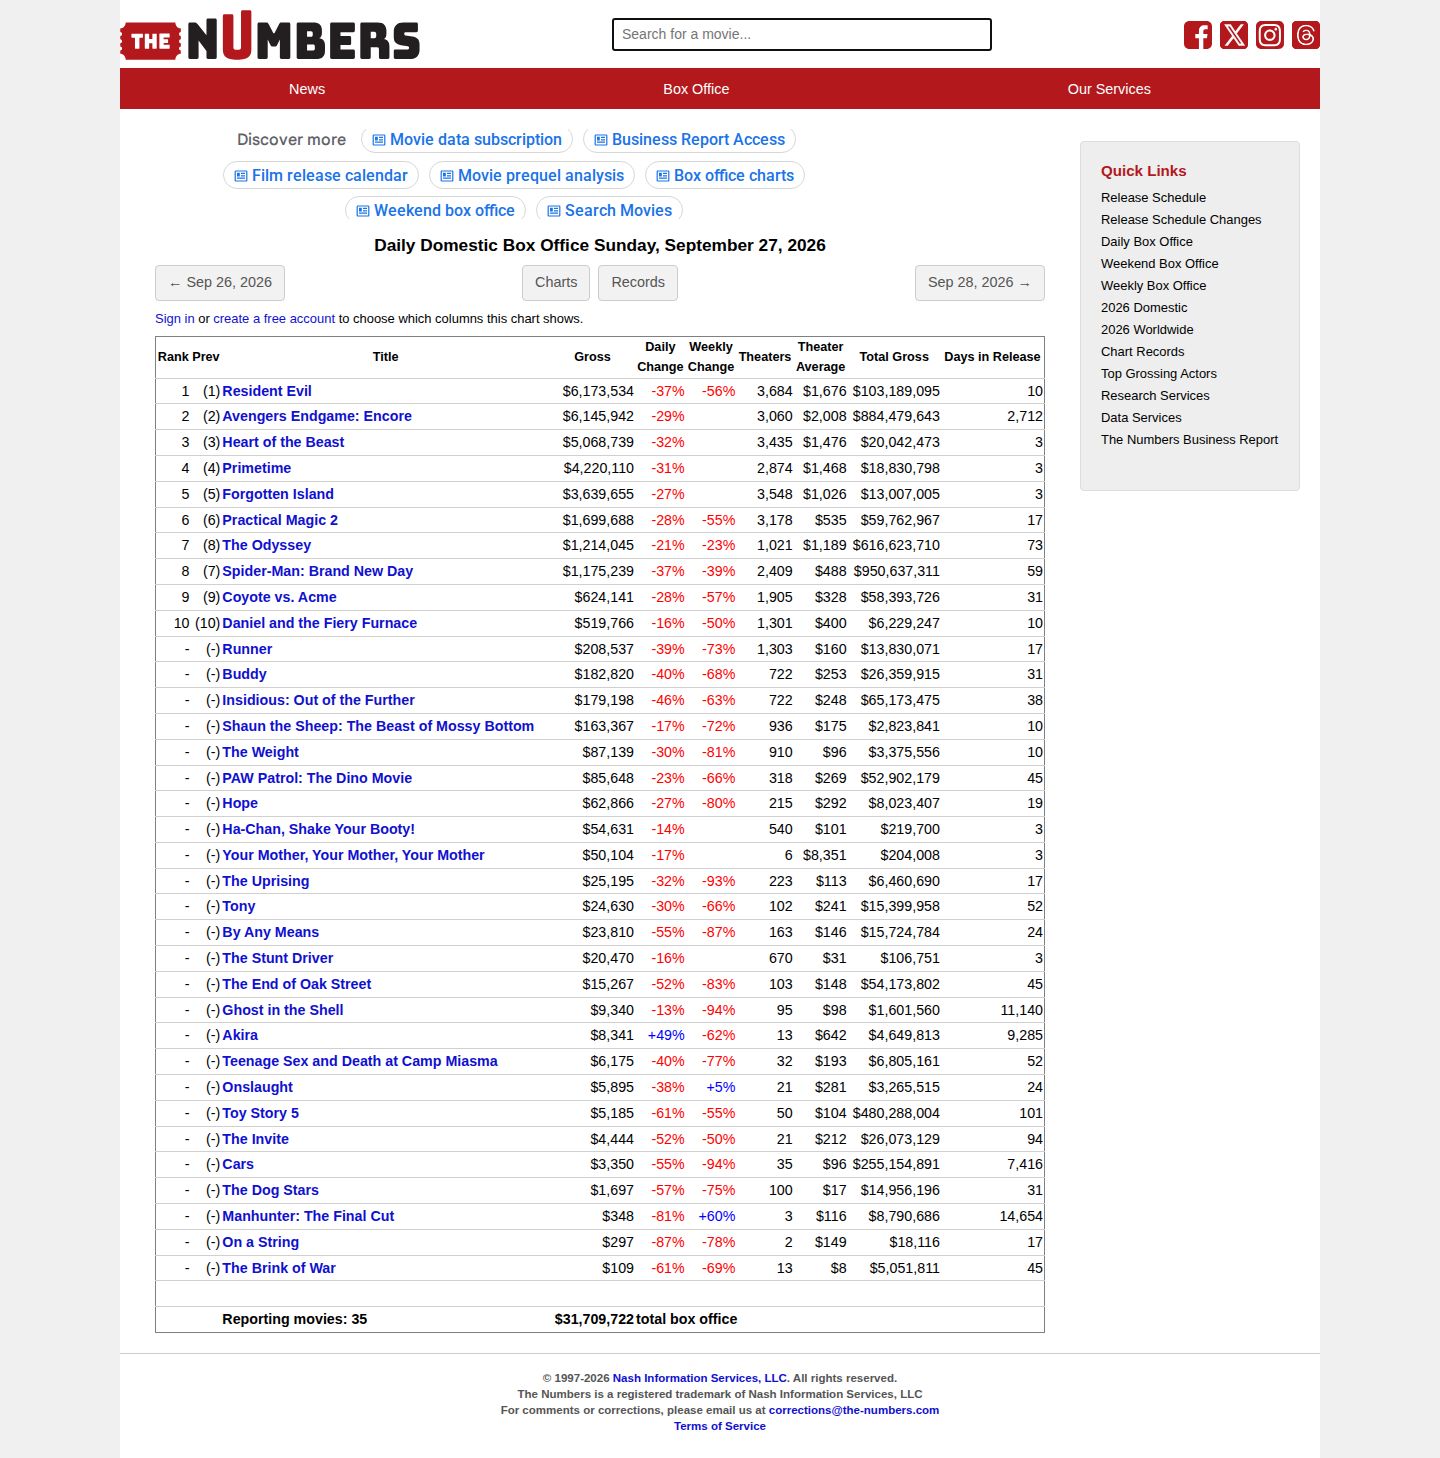 THE NUMBERS
Search for a movie...
News Box Office Our Services
Discover more Movie data subscription Business Report Access
Film release calendar Movie prequel analysis Box office charts
Weekend box office Search Movies
Daily Domestic Box Office Sunday, September 27, 2026
← Sep 26, 2026 Charts Records Sep 28, 2026 →
Sign in or create a free account to choose which columns this chart shows.
Rank Prev Title Gross Daily Change Weekly Change Theaters Theater Average Total Gross Days in Release
1 (1) Resident Evil $6,173,534 -37% -56% 3,684 $1,676 $103,189,095 10
2 (2) Avengers Endgame: Encore $6,145,942 -29% 3,060 $2,008 $884,479,643 2,712
3 (3) Heart of the Beast $5,068,739 -32% 3,435 $1,476 $20,042,473 3
4 (4) Primetime $4,220,110 -31% 2,874 $1,468 $18,830,798 3
5 (5) Forgotten Island $3,639,655 -27% 3,548 $1,026 $13,007,005 3
6 (6) Practical Magic 2 $1,699,688 -28% -55% 3,178 $535 $59,762,967 17
7 (8) The Odyssey $1,214,045 -21% -23% 1,021 $1,189 $616,623,710 73
8 (7) Spider-Man: Brand New Day $1,175,239 -37% -39% 2,409 $488 $950,637,311 59
9 (9) Coyote vs. Acme $624,141 -28% -57% 1,905 $328 $58,393,726 31
10 (10) Daniel and the Fiery Furnace $519,766 -16% -50% 1,301 $400 $6,229,247 10
- (-) Runner $208,537 -39% -73% 1,303 $160 $13,830,071 17
- (-) Buddy $182,820 -40% -68% 722 $253 $26,359,915 31
- (-) Insidious: Out of the Further $179,198 -46% -63% 722 $248 $65,173,475 38
- (-) Shaun the Sheep: The Beast of Mossy Bottom $163,367 -17% -72% 936 $175 $2,823,841 10
- (-) The Weight $87,139 -30% -81% 910 $96 $3,375,556 10
- (-) PAW Patrol: The Dino Movie $85,648 -23% -66% 318 $269 $52,902,179 45
- (-) Hope $62,866 -27% -80% 215 $292 $8,023,407 19
- (-) Ha-Chan, Shake Your Booty! $54,631 -14% 540 $101 $219,700 3
- (-) Your Mother, Your Mother, Your Mother $50,104 -17% 6 $8,351 $204,008 3
- (-) The Uprising $25,195 -32% -93% 223 $113 $6,460,690 17
- (-) Tony $24,630 -30% -66% 102 $241 $15,399,958 52
- (-) By Any Means $23,810 -55% -87% 163 $146 $15,724,784 24
- (-) The Stunt Driver $20,470 -16% 670 $31 $106,751 3
- (-) The End of Oak Street $15,267 -52% -83% 103 $148 $54,173,802 45
- (-) Ghost in the Shell $9,340 -13% -94% 95 $98 $1,601,560 11,140
- (-) Akira $8,341 +49% -62% 13 $642 $4,649,813 9,285
- (-) Teenage Sex and Death at Camp Miasma $6,175 -40% -77% 32 $193 $6,805,161 52
- (-) Onslaught $5,895 -38% +5% 21 $281 $3,265,515 24
- (-) Toy Story 5 $5,185 -61% -55% 50 $104 $480,288,004 101
- (-) The Invite $4,444 -52% -50% 21 $212 $26,073,129 94
- (-) Cars $3,350 -55% -94% 35 $96 $255,154,891 7,416
- (-) The Dog Stars $1,697 -57% -75% 100 $17 $14,956,196 31
- (-) Manhunter: The Final Cut $348 -81% +60% 3 $116 $8,790,686 14,654
- (-) On a String $297 -87% -78% 2 $149 $18,116 17
- (-) The Brink of War $109 -61% -69% 13 $8 $5,051,811 45
Reporting movies: 35 $31,709,722 total box office
Quick Links
Release Schedule
Release Schedule Changes
Daily Box Office
Weekend Box Office
Weekly Box Office
2026 Domestic
2026 Worldwide
Chart Records
Top Grossing Actors
Research Services
Data Services
The Numbers Business Report
© 1997-2026 Nash Information Services, LLC. All rights reserved.
The Numbers is a registered trademark of Nash Information Services, LLC
For comments or corrections, please email us at corrections@the-numbers.com
Terms of Service